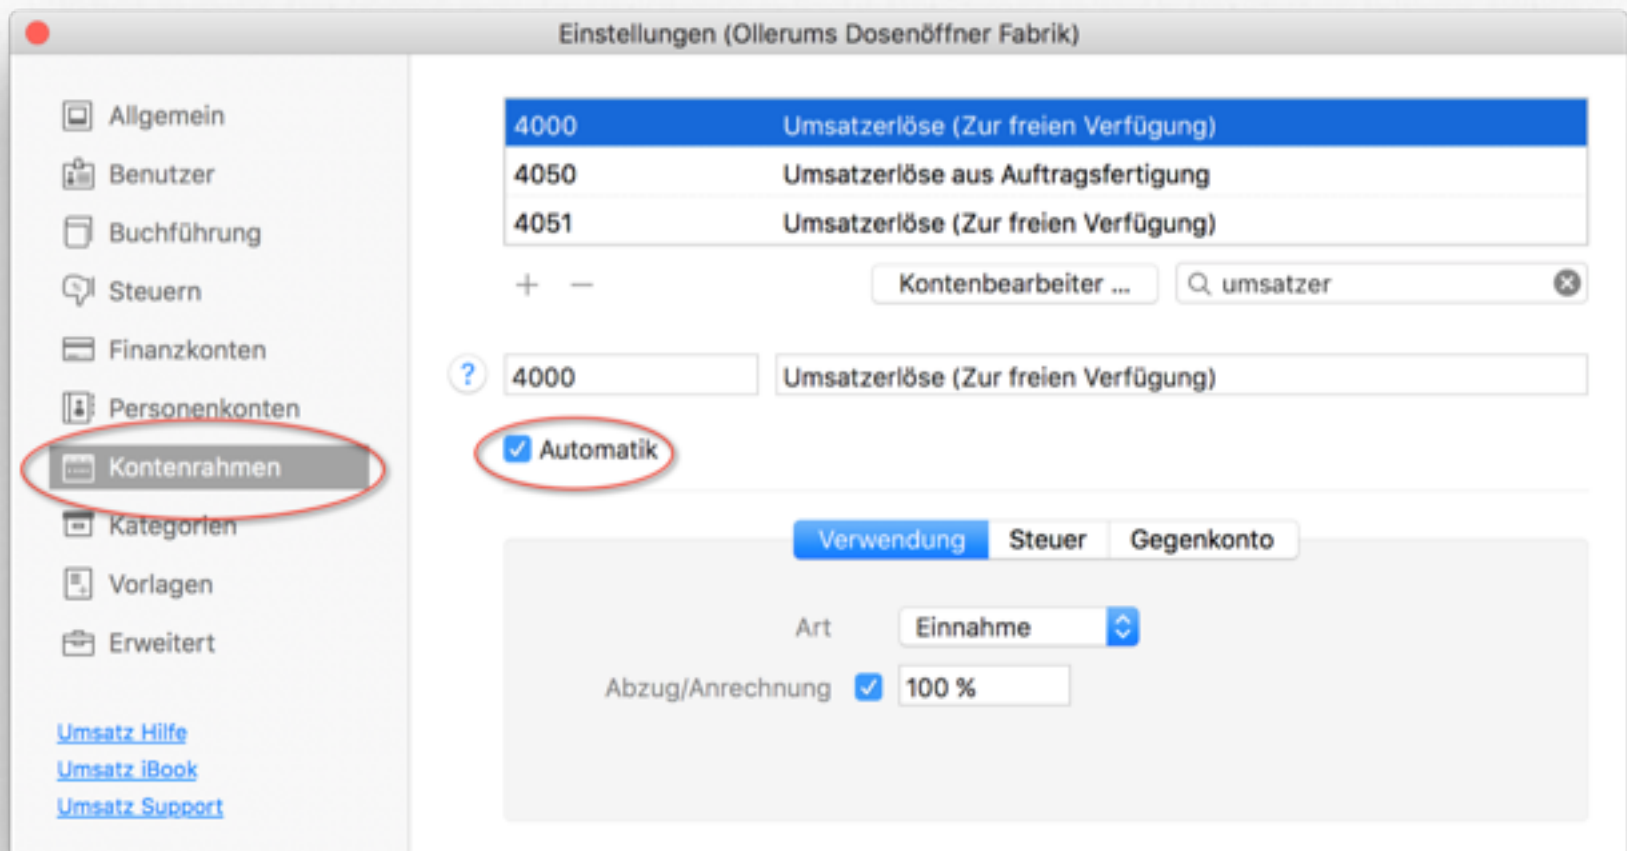 Einstellungen (Ollerums Dosenöffner Fabrik)
Allgemein
Benutzer
Buchführung
Steuern
Finanzkonten
Personenkonten
Kontenrahmen
Kategorien
Vorlagen
Erweitert
Umsatz Hilfe
Umsatz iBook
Umsatz Support
4000 Umsatzerlöse (Zur freien Verfügung)
4050 Umsatzerlöse aus Auftragsfertigung
4051 Umsatzerlöse (Zur freien Verfügung)
+ − Kontenbearbeiter ... umsatzer
? 4000 Umsatzerlöse (Zur freien Verfügung)
Automatik
Verwendung Steuer Gegenkonto
Art Einnahme
Abzug/Anrechnung 100 %